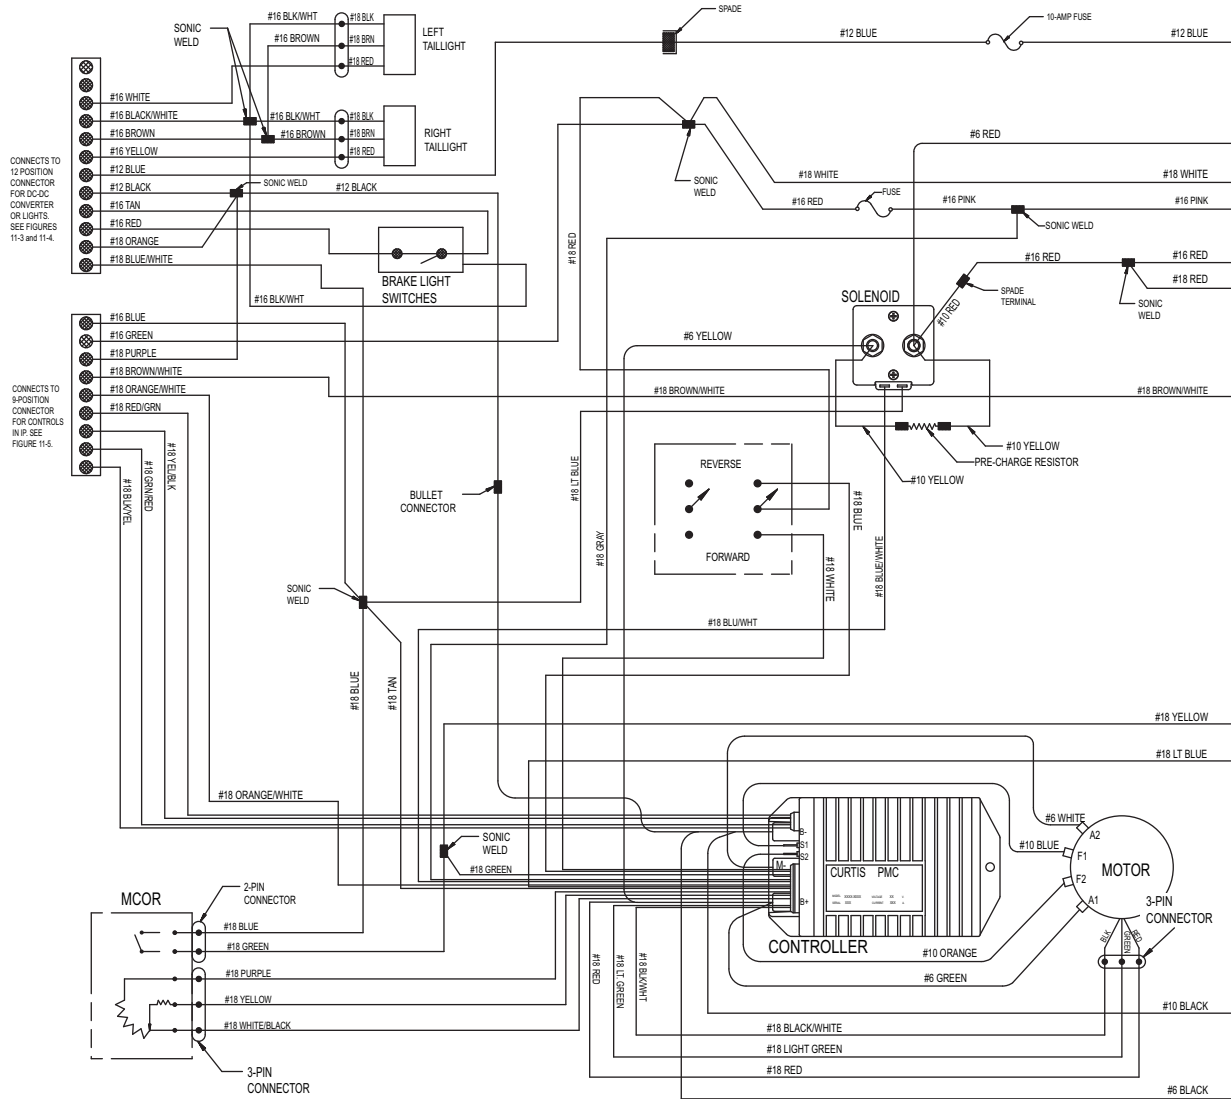 #16 BLK/WHT
#18 BLK
SPADE
10-AMP FUSE
SONIC
WELD
#16 BROWN
#18 BRN
LEFT
TAILLIGHT
#12 BLUE
#12 BLUE
#18 RED
#16 WHITE
#16 BLACK/WHITE
#16 BLK/WHT
#18 BLK
#16 BROWN
#16 BROWN
#18 BRN
RIGHT
TAILLIGHT
#6 RED
#16 YELLOW
#18 RED
CONNECTS TO
12 POSITION
CONNECTOR
FOR DC-DC
CONVERTER
OR LIGHTS.
SEE FIGURES
11-3 and 11-4.
#12 BLUE
#12 BLACK
SONIC WELD
#12 BLACK
SONIC
WELD
#18 WHITE
#18 WHITE
#16 TAN
#16 RED
FUSE
#16 PINK
#16 PINK
#16 RED
SONIC WELD
#18 ORANGE
#18 BLUE/WHITE
#18 RED
BRAKE LIGHT
SWITCHES
#16 BLK/WHT
#16 RED
#16 RED
#18 RED
SPADE
TERMINAL
SONIC
WELD
SOLENOID
#10 RED
#16 BLUE
#16 GREEN
#18 PURPLE
#6 YELLOW
#18 BROWN/WHITE
#18 ORANGE/WHITE
#18 RED/GRN
#18 BROWN/WHITE
#18 BROWN/WHITE
CONNECTS TO
9-POSITION
CONNECTOR
FOR CONTROLS
IN IP. SEE
FIGURE 11-5.
#18 YEL/BLK
#18 GRN/RED
#18 BLK/YEL
#10 YELLOW
PRE-CHARGE RESISTOR
#10 YELLOW
REVERSE
FORWARD
#18 LT BLUE
BULLET
CONNECTOR
#18 GRAY
#18 BLUE
#18 WHITE
#18 BLUE/WHITE
SONIC
WELD
#18 BLU/WHT
#18 BLUE
#18 TAN
#18 YELLOW
#18 LT BLUE
#18 ORANGE/WHITE
SONIC
WELD
#18 GREEN
B-
S1
S2
M-
B+
CURTIS PMC
CONTROLLER
#6 WHITE
#10 BLUE
A2
F1
F2
A1
MOTOR
3-PIN
CONNECTOR
BLK
GREEN
RED
MCOR
2-PIN
CONNECTOR
#18 BLUE
#18 GREEN
#18 PURPLE
#18 YELLOW
#18 WHITE/BLACK
3-PIN
CONNECTOR
#18 RED
#18 LT. GREEN
#18 BLK/WHT
#10 ORANGE
#6 GREEN
#10 BLACK
#18 BLACK/WHITE
#18 LIGHT GREEN
#18 RED
#6 BLACK